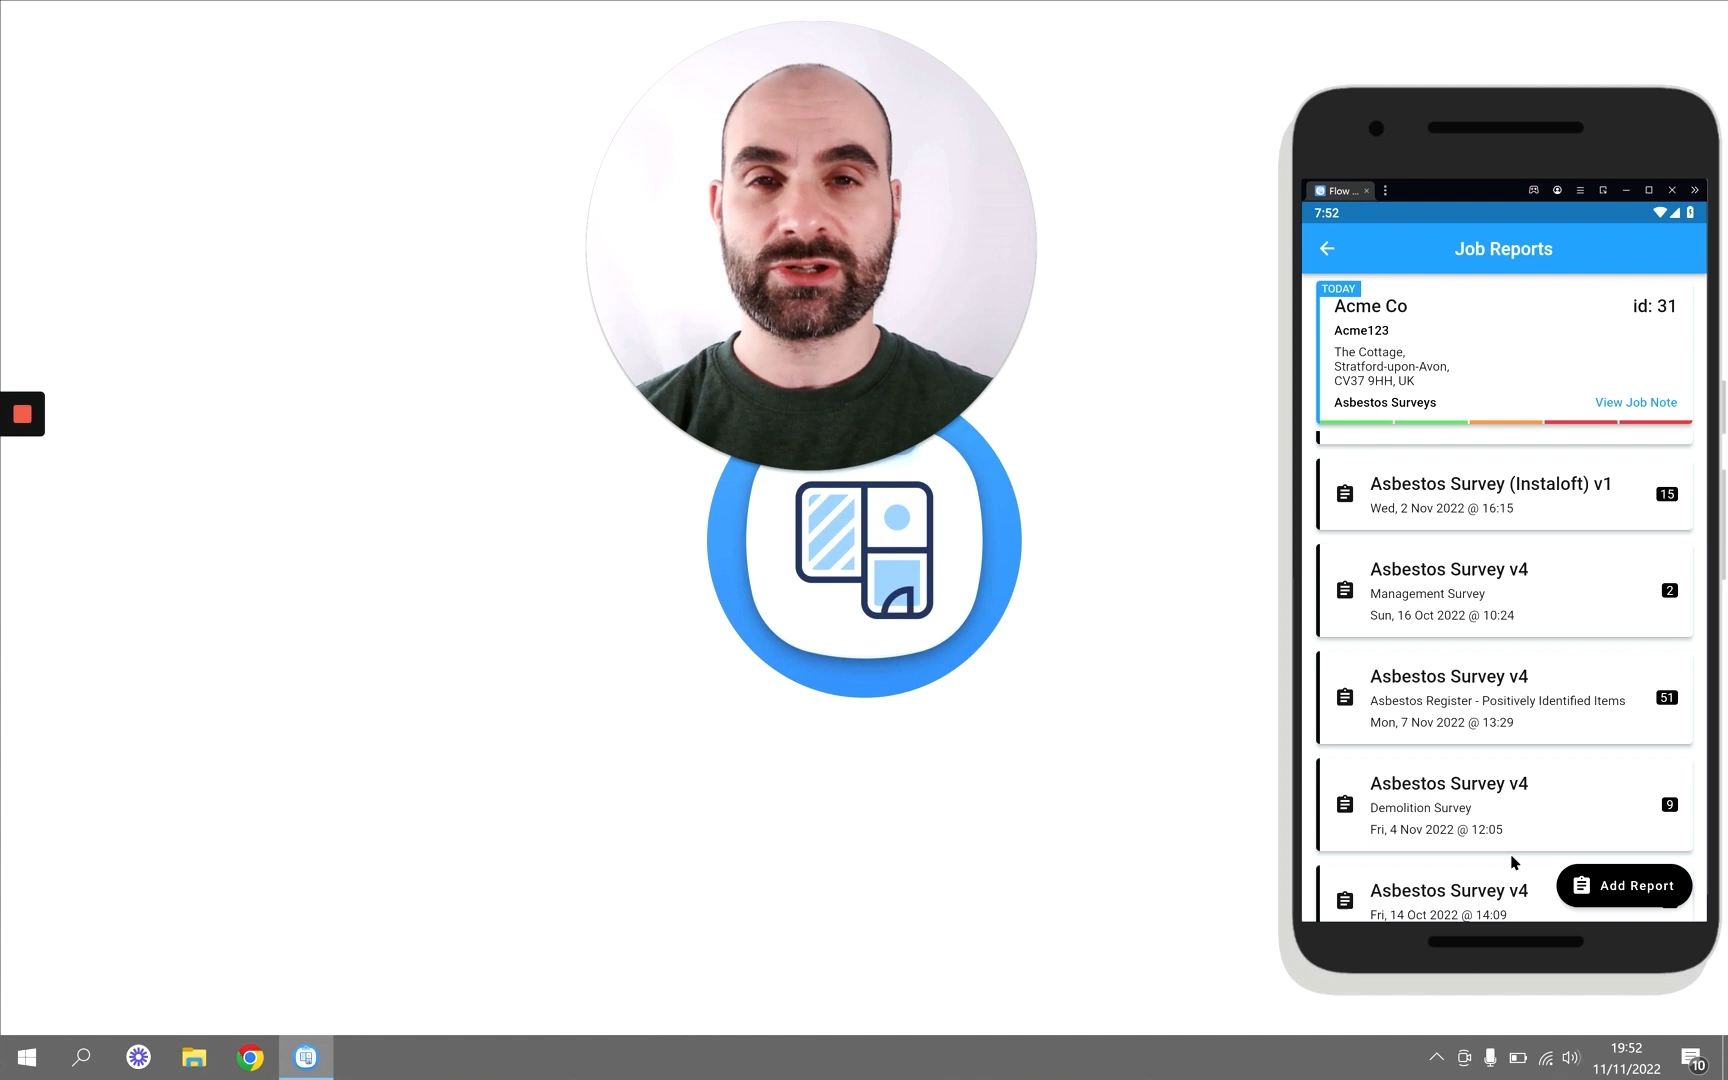 Flow ...
7:52
Job Reports
TODAY
Acme Co
id: 31
Acme123
The Cottage,
Stratford-upon-Avon,
CV37 9HH, UK
Asbestos Surveys
View Job Note
Asbestos Survey (Instaloft) v1
15
Wed, 2 Nov 2022 @ 16:15
Asbestos Survey v4
Management Survey
2
Sun, 16 Oct 2022 @ 10:24
Asbestos Survey v4
Asbestos Register - Positively Identified Items
51
Mon, 7 Nov 2022 @ 13:29
Asbestos Survey v4
Demolition Survey
9
Fri, 4 Nov 2022 @ 12:05
Asbestos Survey v4
Add Report
Fri, 14 Oct 2022 @ 14:09
19:52
11/11/2022
10